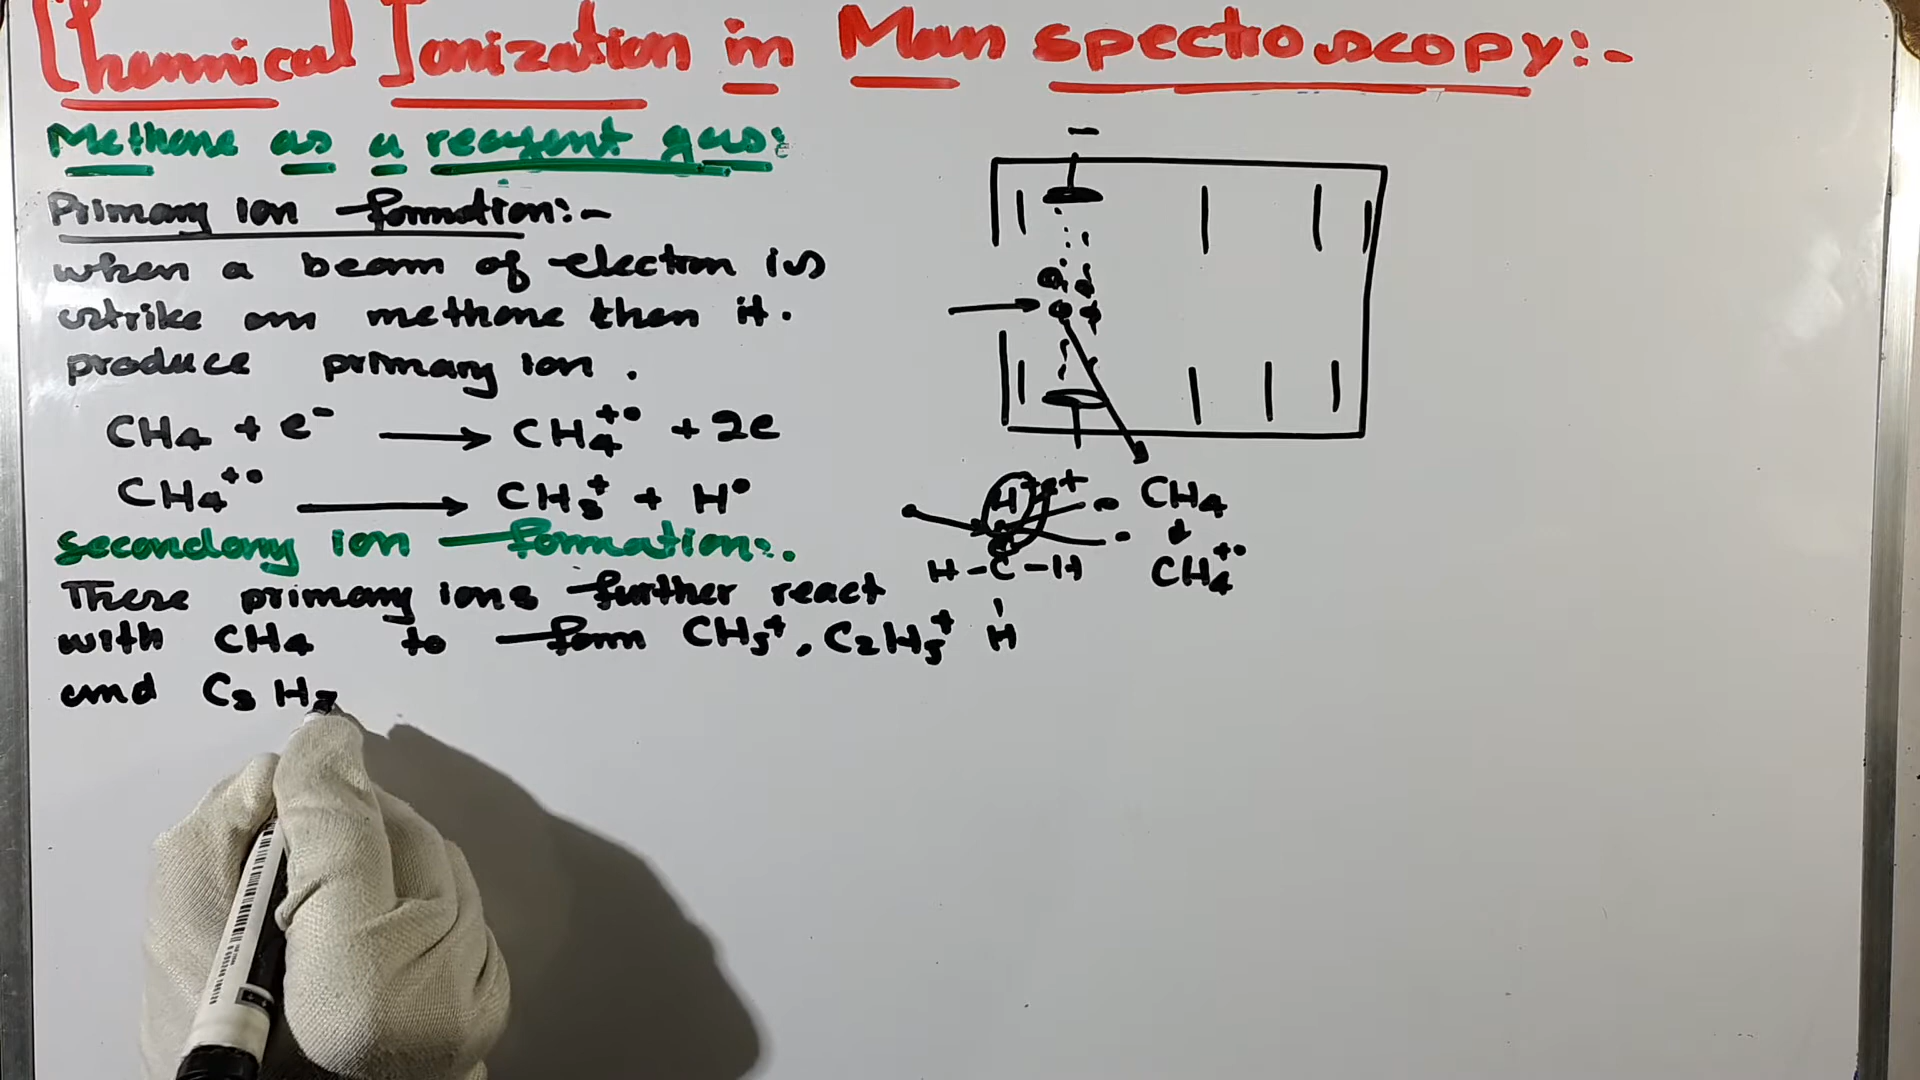 Chemical Ionization in Mass spectroscopy:-
Methane as a reagent gas:
Primary ion formation:-
when a beam of electron is
strike on methane then it.
produce primary ion.
CH₄ + e⁻ → CH₄⁺• + 2e
CH₄⁺• → CH₃⁺ + H•
Secondary ion formation:.
These primary ions further react
with CH₄ to form CH₅⁺, C₂H₅⁺
and C₃H
−
H
H-C-H
H
CH₄
+
CH₄⁺•